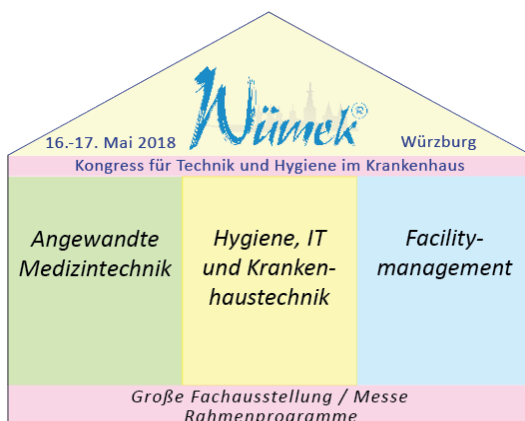 Wümek®
16.-17. Mai 2018 Würzburg
Kongress für Technik und Hygiene im Krankenhaus
Angewandte
Medizintechnik
Hygiene, IT
und Kranken-
haustechnik
Facility-
management
Große Fachausstellung / Messe
Rahmenprogramme